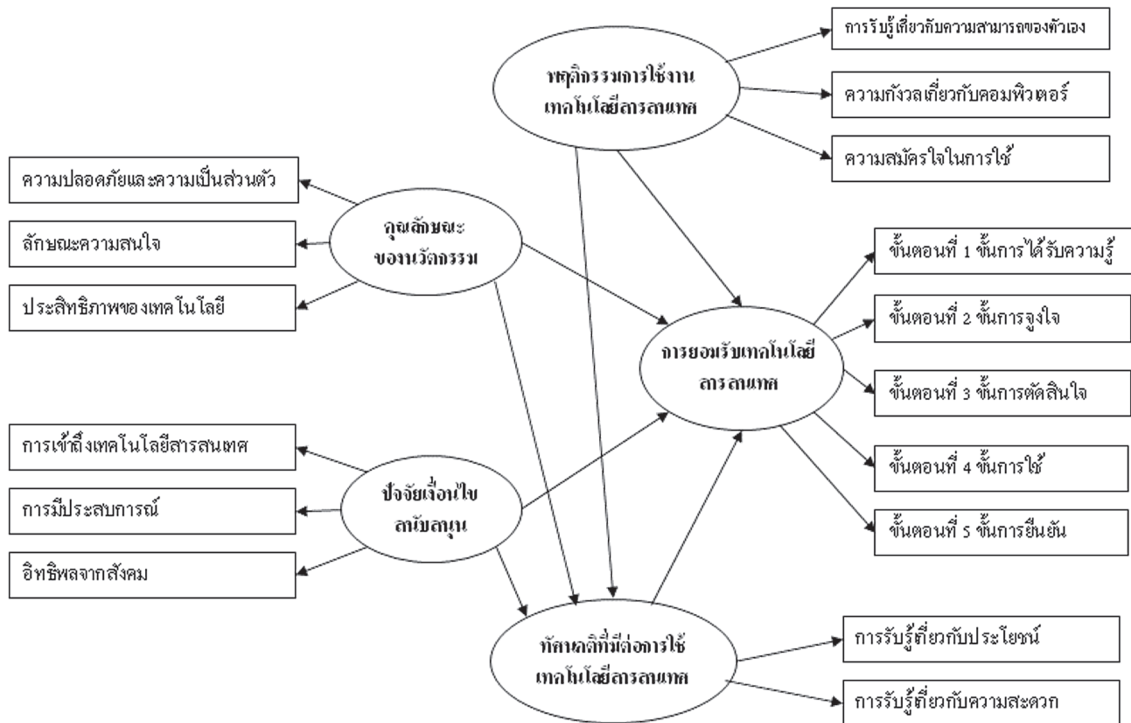 การรับรู้เกี่ยวกับความสามารถของตัวเอง
พฤติกรรมการใช้งาน
เทคโนโลยีสารสนเทศ
ความกังวลเกี่ยวกับคอมพิวเตอร์
ความสมัครใจในการใช้
ความปลอดภัยและความเป็นส่วนตัว
คุณลักษณะ
ของนวัตกรรม
ลักษณะความสนใจ
ประสิทธิภาพของเทคโนโลยี
ขั้นตอนที่ 1 ขั้นการได้รับความรู้
ขั้นตอนที่ 2 ขั้นการจูงใจ
การยอมรับเทคโนโลยี
สารสนเทศ
ขั้นตอนที่ 3 ขั้นการตัดสินใจ
ขั้นตอนที่ 4 ขั้นการใช้
ขั้นตอนที่ 5 ขั้นการยืนยัน
การเข้าถึงเทคโนโลยีสารสนเทศ
ปัจจัยเงื่อนไข
สนับสนุน
การมีประสบการณ์
อิทธิพลจากสังคม
ทัศนคติที่มีต่อการใช้
เทคโนโลยีสารสนเทศ
การรับรู้เกี่ยวกับประโยชน์
การรับรู้เกี่ยวกับความสะดวก